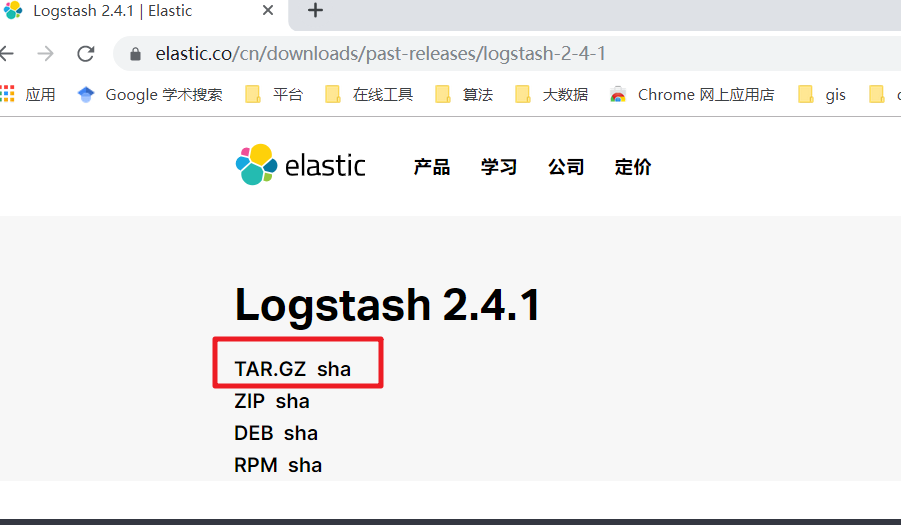 Logstash 2.4.1 | Elastic
elastic.co/cn/downloads/past-releases/logstash-2-4-1
应用 Google 学术搜索 平台 在线工具 算法 大数据 Chrome 网上应用店 gis
elastic 产品 学习 公司 定价
Logstash 2.4.1
TAR.GZ sha
ZIP sha
DEB sha
RPM sha